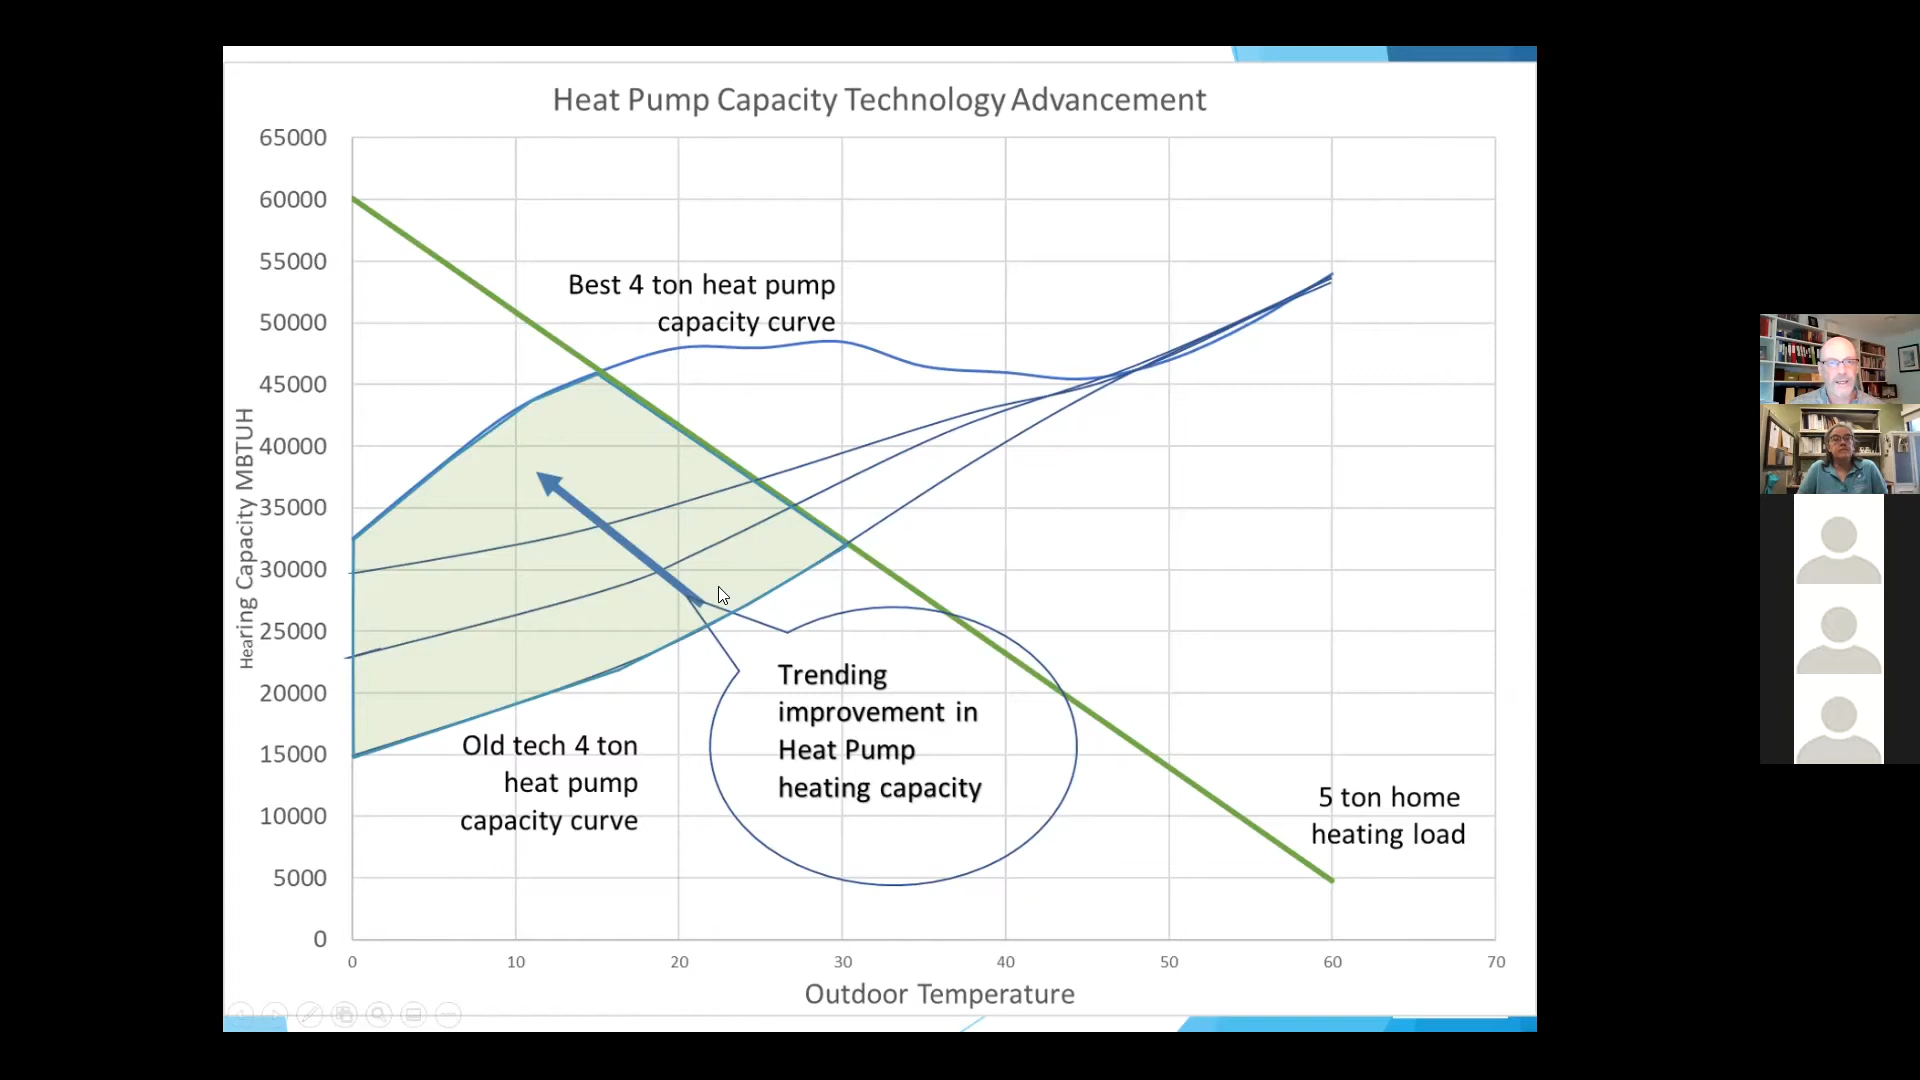 Heat Pump Capacity Technology Advancement
65000
60000
55000
50000
45000
40000
35000
30000
25000
20000
15000
10000
5000
0
Hearing Capacity MBTUH
Best 4 ton heat pump
capacity curve
Old tech 4 ton
heat pump
capacity curve
Trending
improvement in
Heat Pump
heating capacity
5 ton home
heating load
0 10 20 30 40 50 60 70
Outdoor Temperature